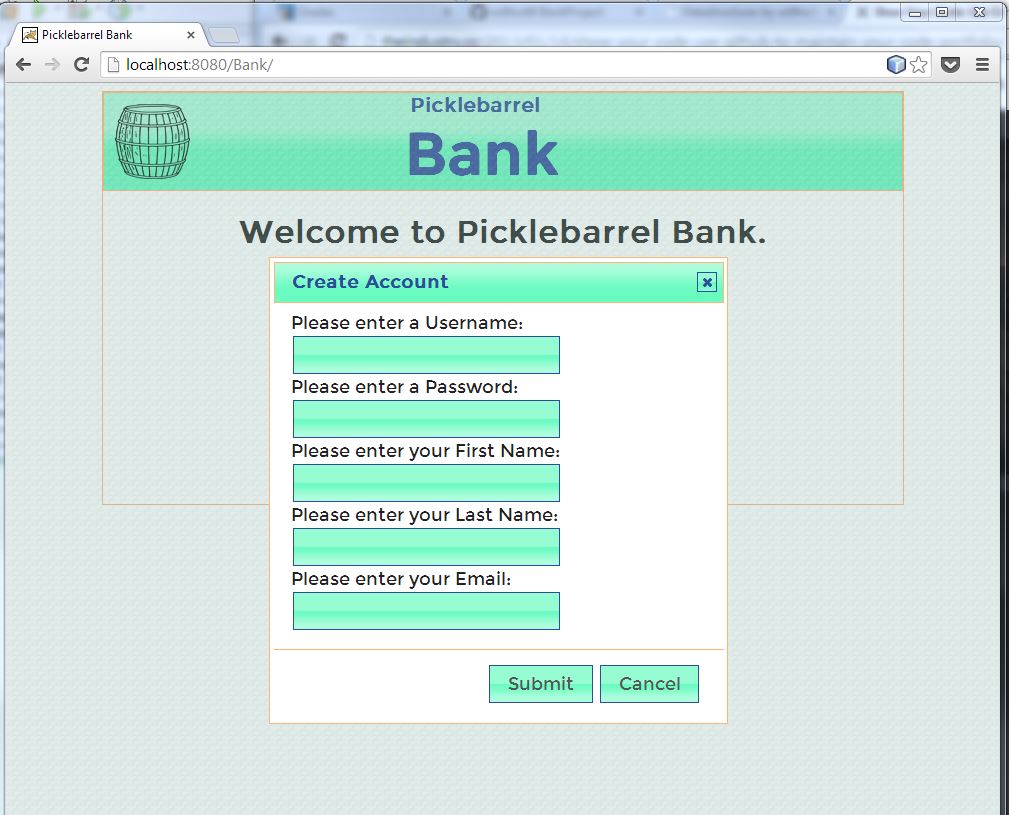 Picklebarrel Bank
localhost:8080/Bank/
Picklebarrel
Bank
Welcome to Picklebarrel Bank.
Create Account
Please enter a Username:
Please enter a Password:
Please enter your First Name:
Please enter your Last Name:
Please enter your Email:
Submit Cancel